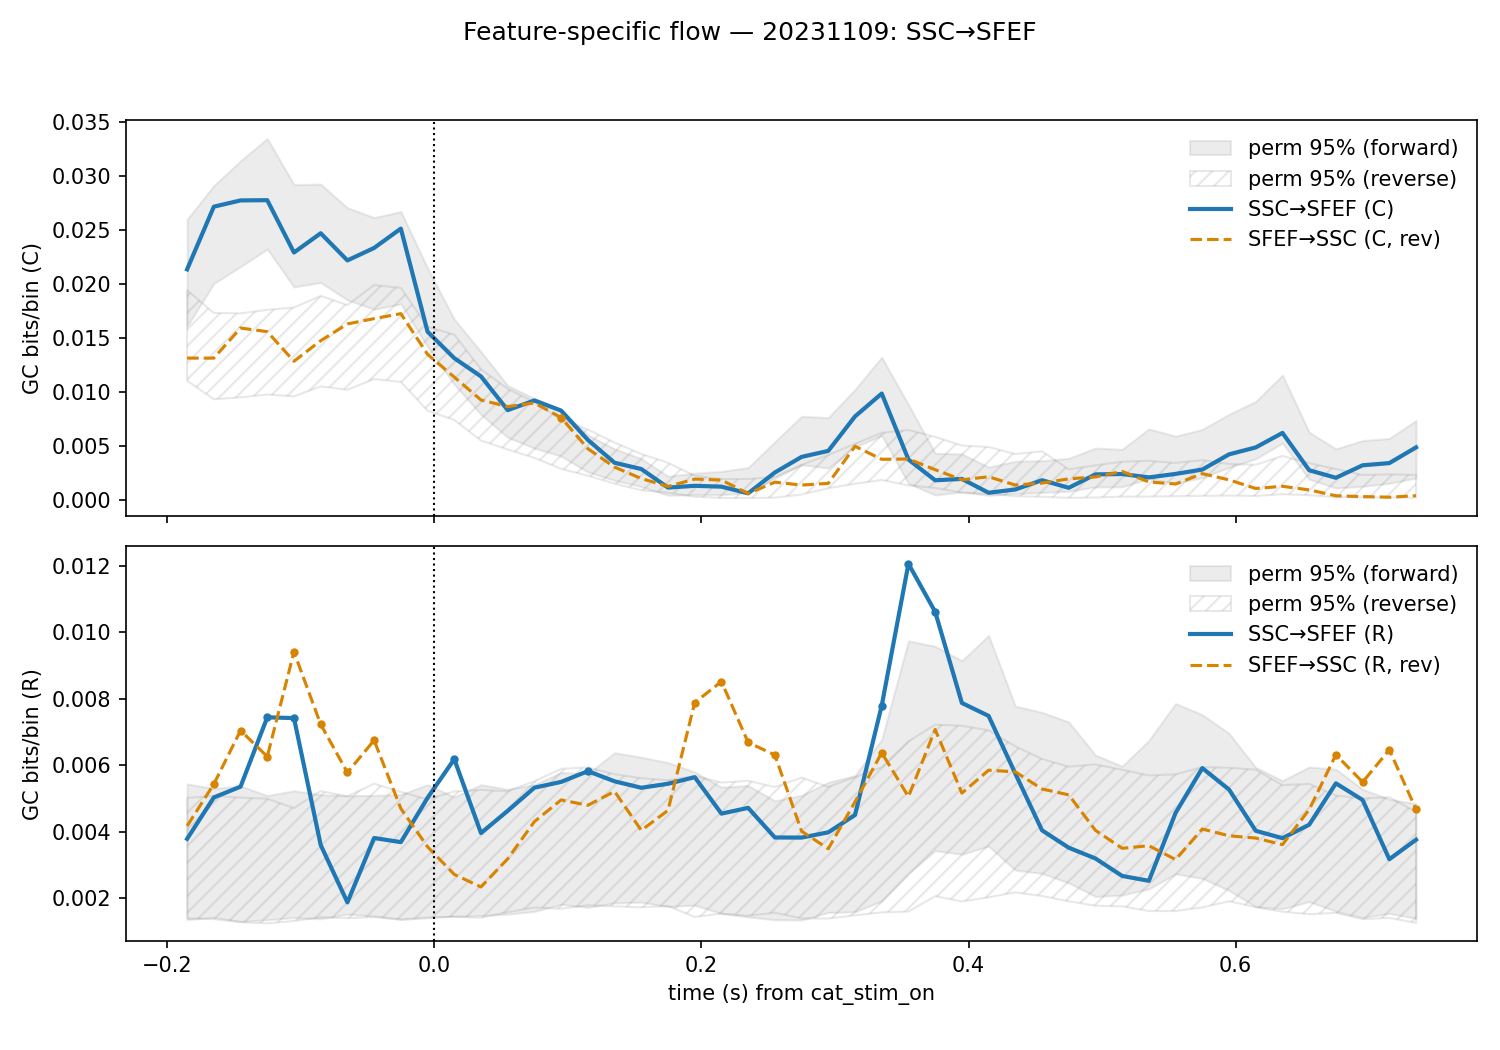 Feature-specific flow — 20231109: SSC→SFEF
GC bits/bin (C)
0.035
0.030
0.025
0.020
0.015
0.010
0.005
0.000
perm 95% (forward)
perm 95% (reverse)
SSC→SFEF (C)
SFEF→SSC (C, rev)
GC bits/bin (R)
0.012
0.010
0.008
0.006
0.004
0.002
perm 95% (forward)
perm 95% (reverse)
SSC→SFEF (R)
SFEF→SSC (R, rev)
−0.2 0.0 0.2 0.4 0.6
time (s) from cat_stim_on